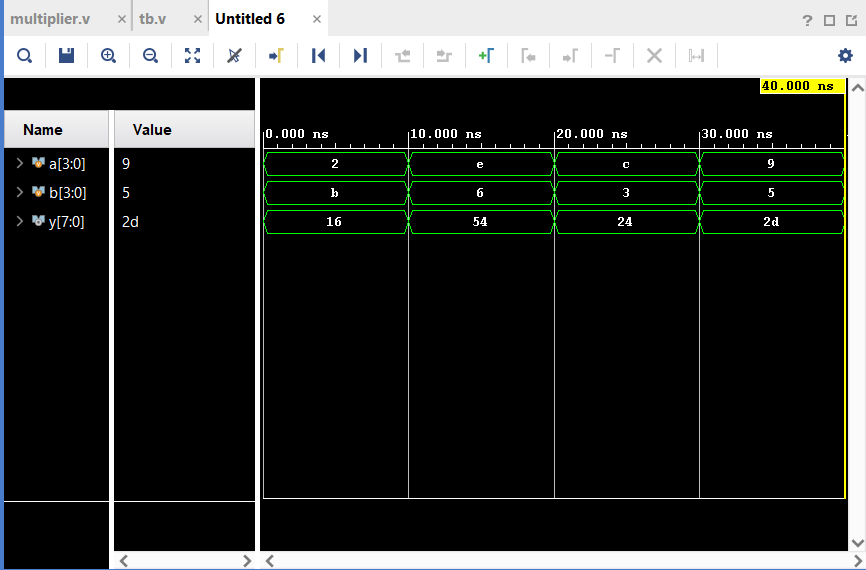 multiplier.v × tb.v × Untitled 6 × ?
40.000 ns
Name Value
0.000 ns 10.000 ns 20.000 ns 30.000 ns
a[3:0] 9 2 e c 9
b[3:0] 5 b 6 3 5
y[7:0] 2d 16 54 24 2d